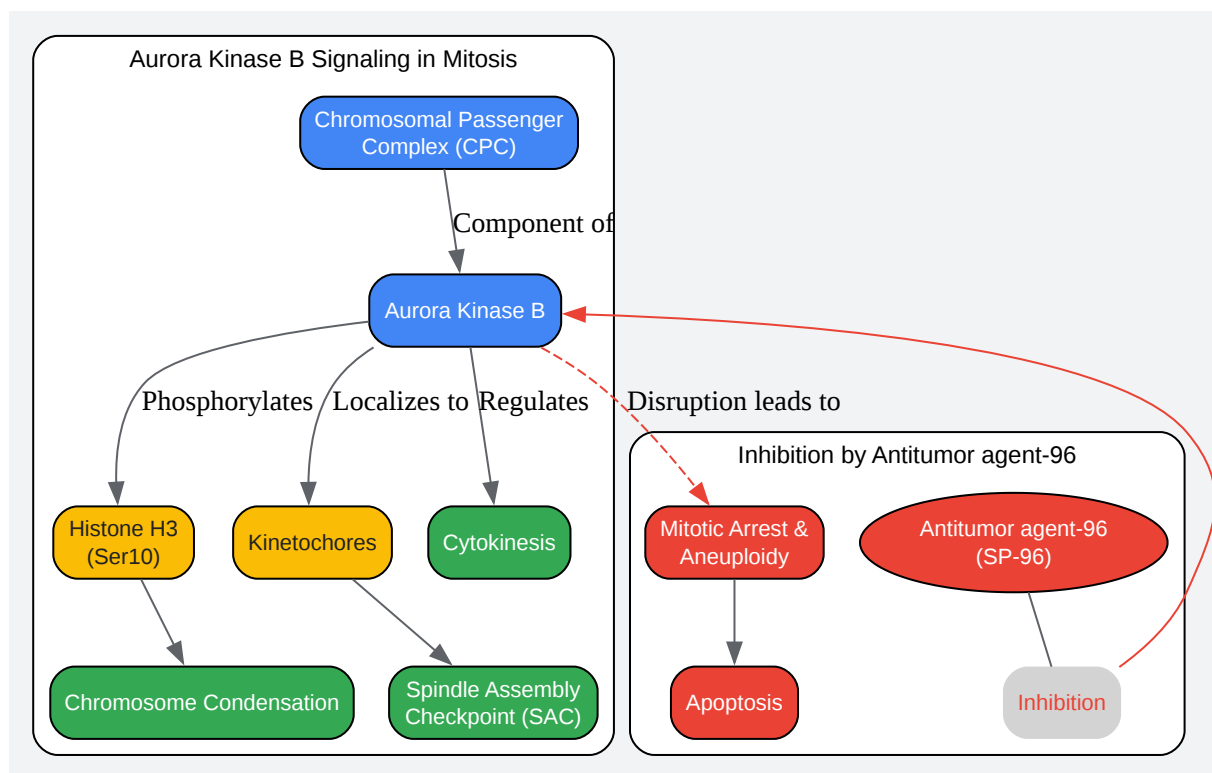 Aurora Kinase B Signaling in Mitosis
Chromosomal Passenger
Complex (CPC)
Component of
Aurora Kinase B
Phosphorylates
Localizes to
Regulates
Disruption leads to
Histone H3
(Ser10)
Kinetochores
Cytokinesis
Chromosome Condensation
Spindle Assembly
Checkpoint (SAC)
Inhibition by Antitumor agent-96
Mitotic Arrest &
Aneuploidy
Antitumor agent-96
(SP-96)
Apoptosis
Inhibition